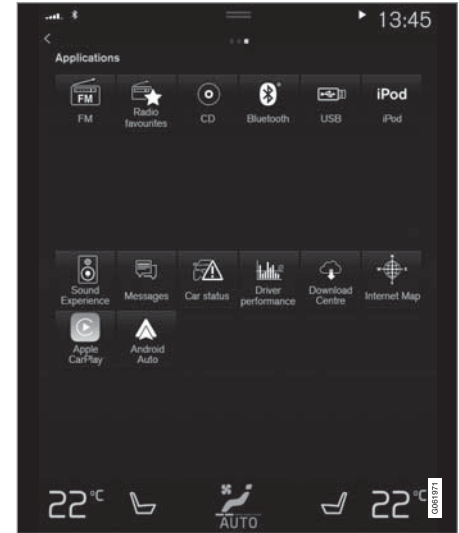 13:45
Applications
FM
FM
Radio
favourites
CD
Bluetooth
USB
iPod
iPod
Sound
Experience
Messages
Car status
Driver
performance
Download
Centre
Internet Map
Apple
CarPlay
Android
Auto
22°C
AUTO
22°C
G061971